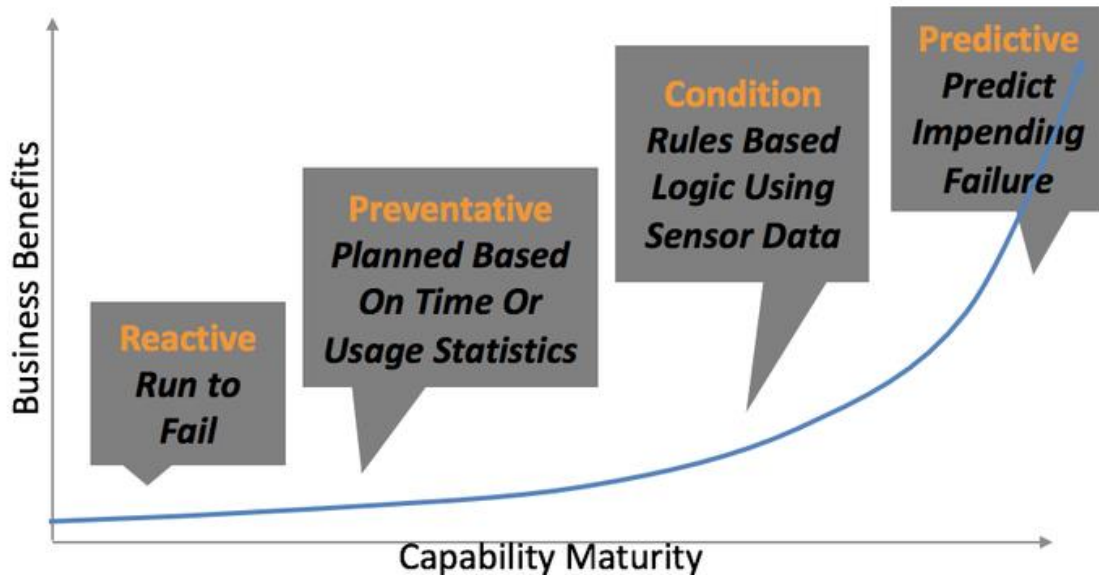 Business Benefits
Reactive
Run to
Fail
Preventative
Planned Based
On Time Or
Usage Statistics
Condition
Rules Based
Logic Using
Sensor Data
Predictive
Predict
Impending
Failure
Capability Maturity